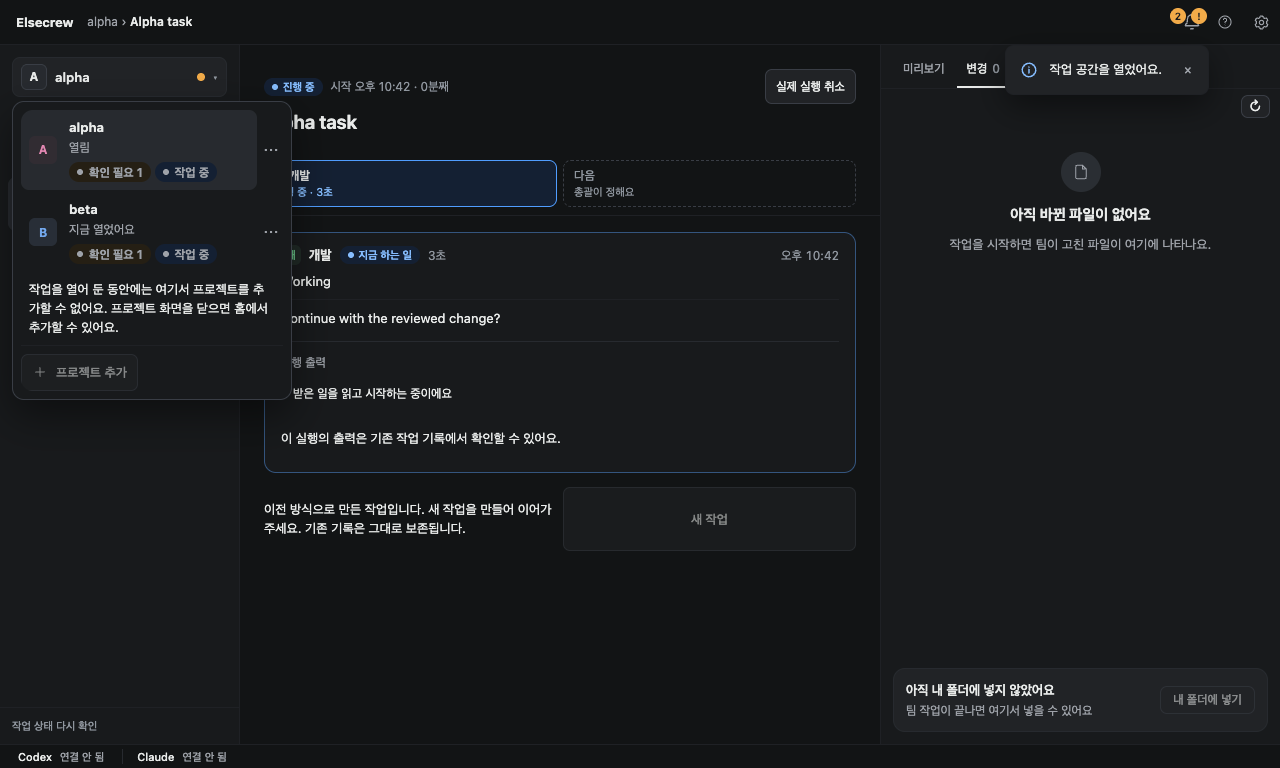 Elsecrew
alpha › Alpha task
2
!
A
alpha
미리보기
변경 0
작업 공간을 열었어요.
×
진행 중
시작 오후 10:42 · 0분째
실제 실행 취소
ha task
A
alpha
열림
확인 필요 1
작업 중
···
B
beta
지금 열었어요
확인 필요 1
작업 중
···
작업을 열어 둔 동안에는 여기서 프로젝트를 추
가할 수 없어요. 프로젝트 화면을 닫으면 홈에서
추가할 수 있어요.
+ 프로젝트 추가
개발
중 · 3초
다음
총괄이 정해요
개발
지금 하는 일
3초
오후 10:42
orking
ontinue with the reviewed change?
행 출력
받은 일을 읽고 시작하는 중이에요
이 실행의 출력은 기존 작업 기록에서 확인할 수 있어요.
이전 방식으로 만든 작업입니다. 새 작업을 만들어 이어가
주세요. 기존 기록은 그대로 보존됩니다.
새 작업
아직 바뀐 파일이 없어요
작업을 시작하면 팀이 고친 파일이 여기에 나타나요.
아직 내 폴더에 넣지 않았어요
팀 작업이 끝나면 여기서 넣을 수 있어요
내 폴더에 넣기
작업 상태 다시 확인
Codex 연결 안 됨
Claude 연결 안 됨